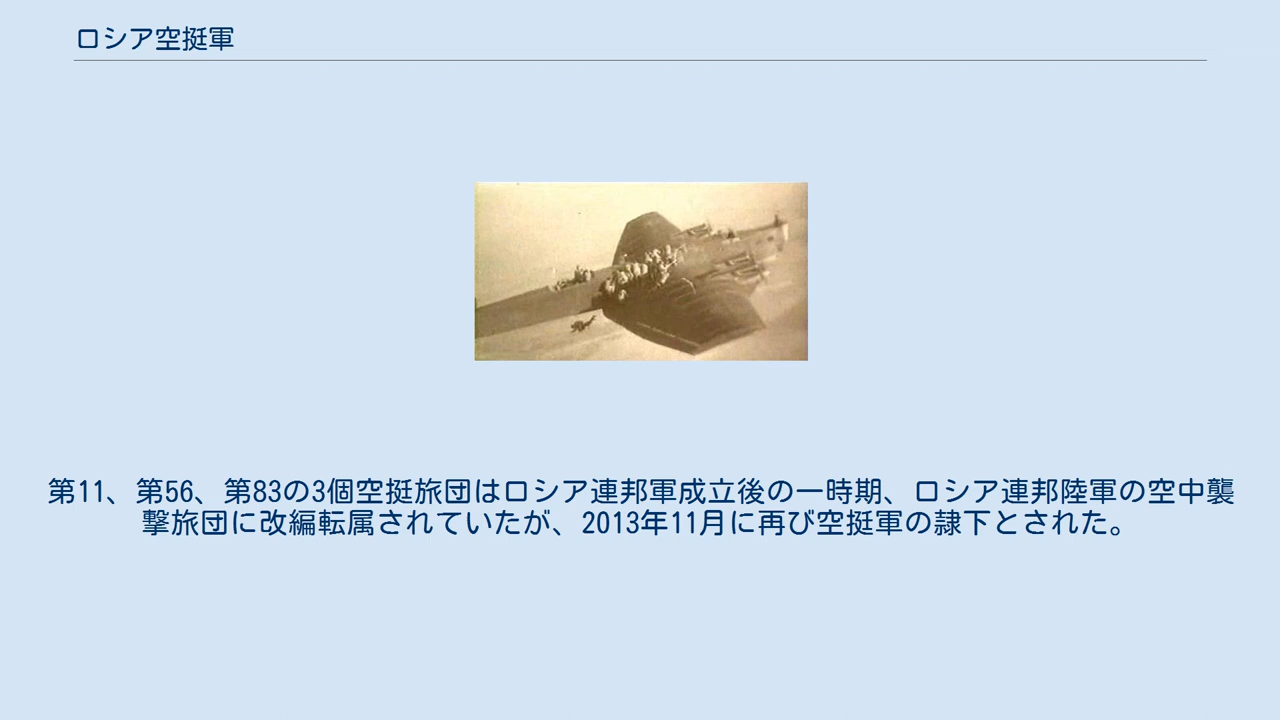 ロシア空挺軍
第11、第56、第83の3個空挺旅団はロシア連邦軍成立後の一時期、ロシア連邦陸軍の空中襲
撃旅団に改編転属されていたが、2013年11月に再び空挺軍の隷下とされた。